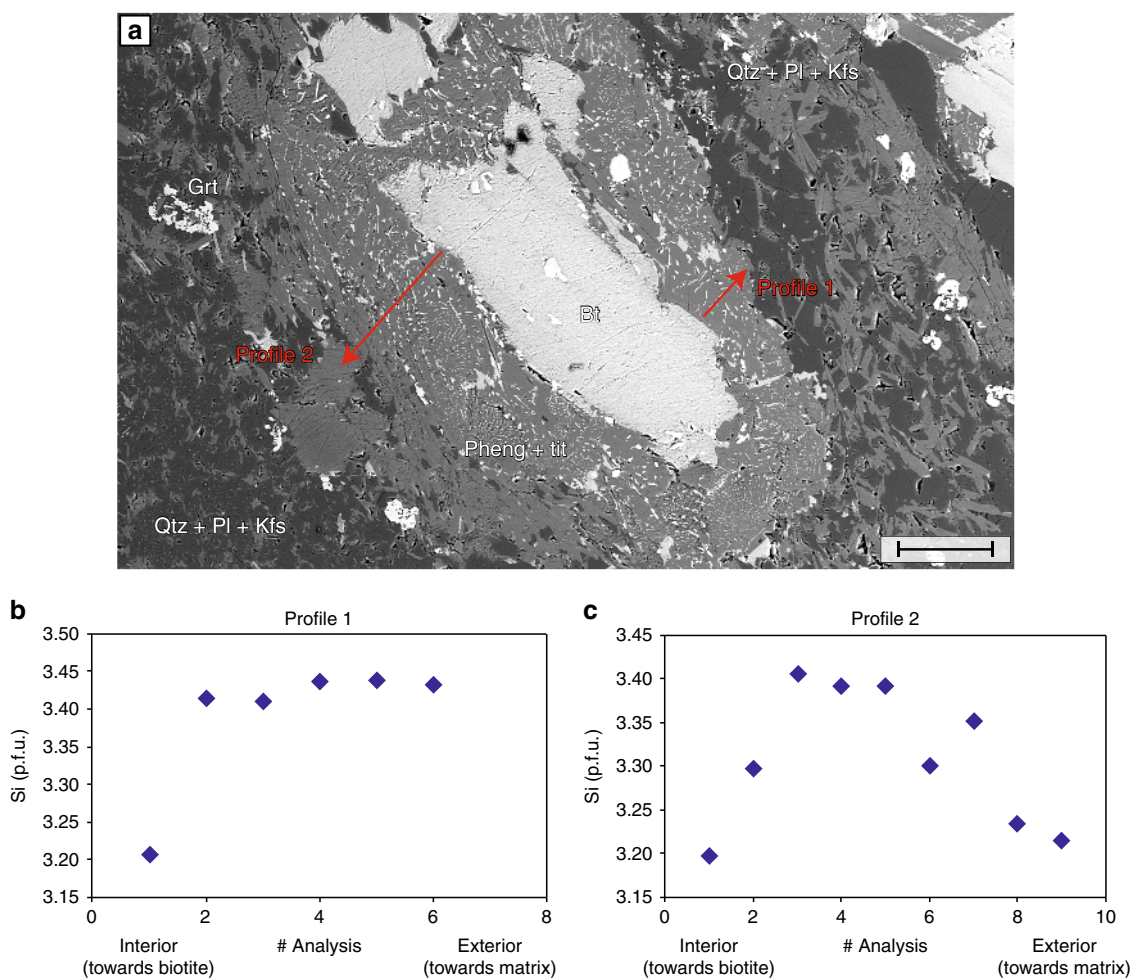 a
Qtz + Pl + Kfs
Grt
Profile 1
Bt
Profile 2
Pheng + tit
Qtz + Pl + Kfs
b
Profile 1
Si (p.f.u.)
3.50
3.45
3.40
3.35
3.30
3.25
3.20
3.15
0 2 4 6 8
Interior (towards biotite)
# Analysis
Exterior (towards matrix)
c
Profile 2
Si (p.f.u.)
3.45
3.40
3.35
3.30
3.25
3.20
3.15
0 2 4 6 8 10
Interior (towards biotite)
# Analysis
Exterior (towards matrix)